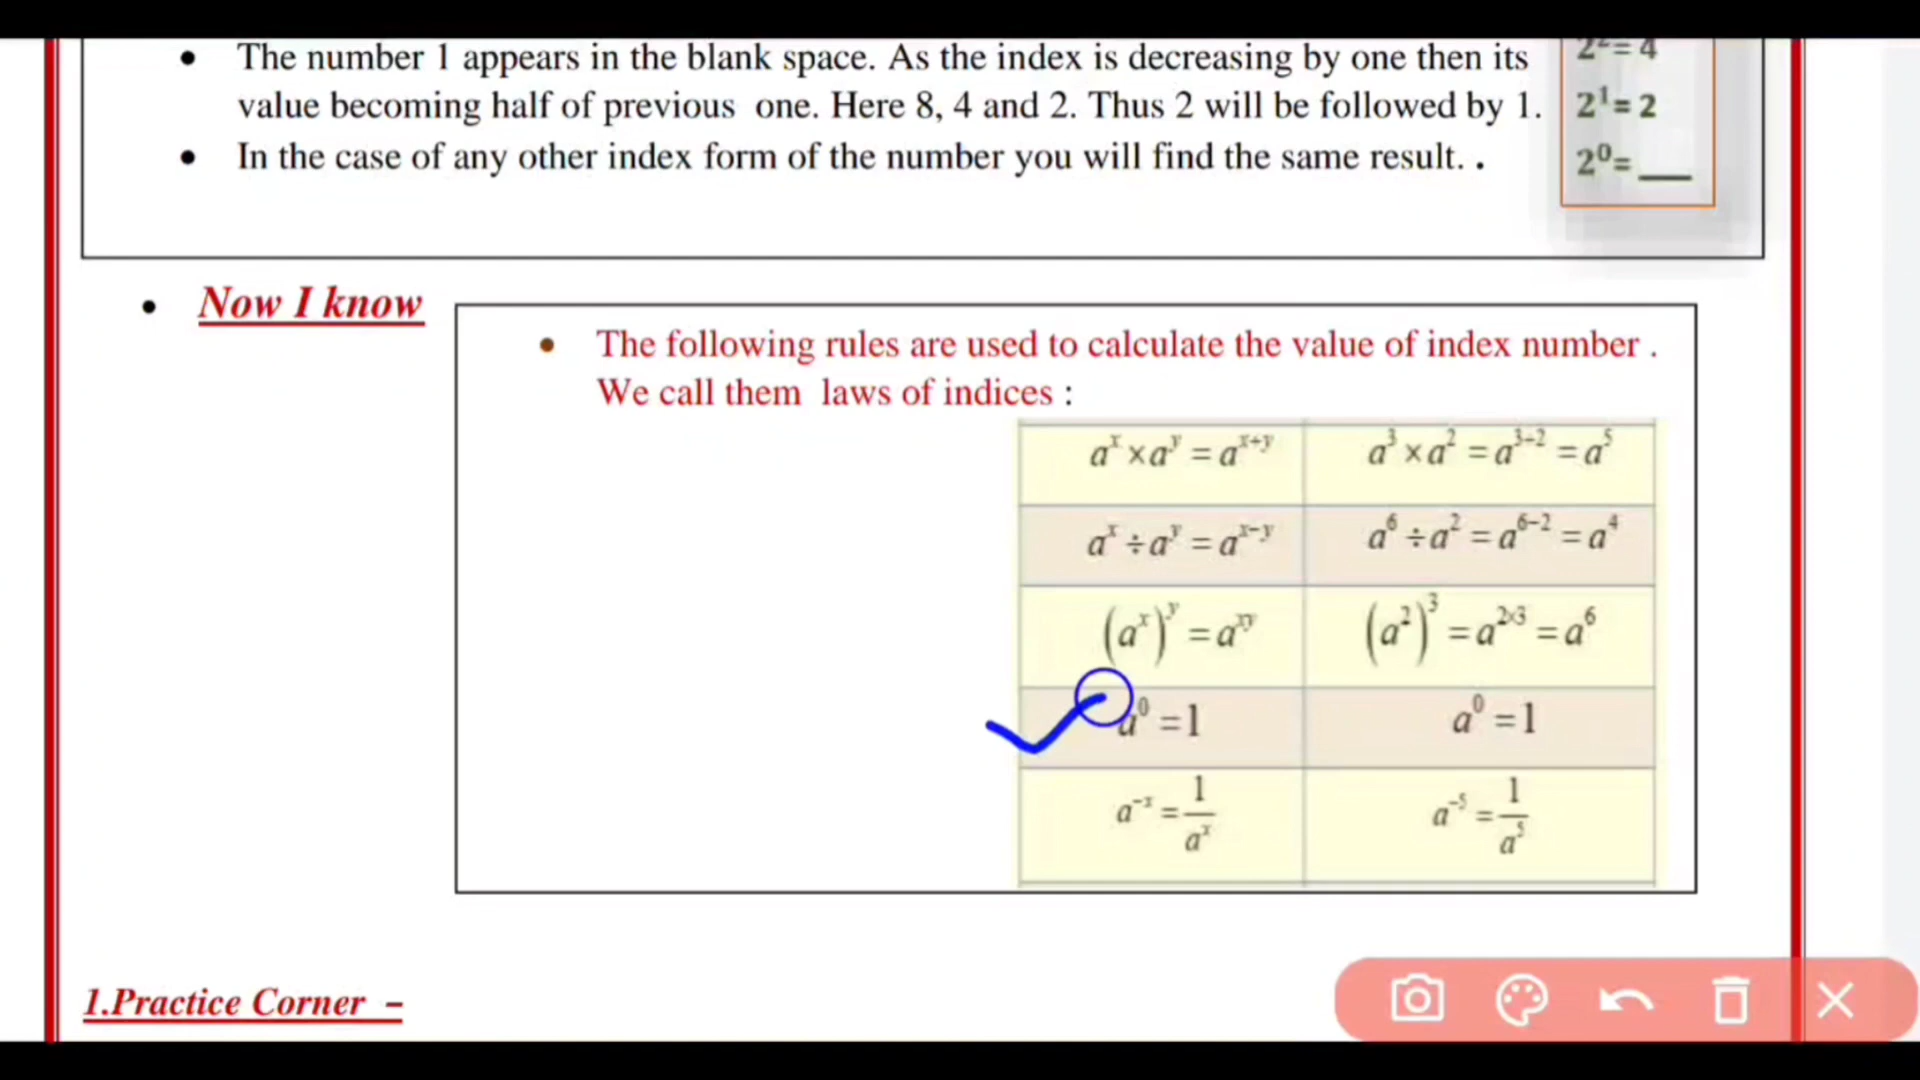 • The number 1 appears in the blank space. As the index is decreasing by one then its
value becoming half of previous one. Here 8, 4 and 2. Thus 2 will be followed by 1.
• In the case of any other index form of the number you will find the same result. .
2²= 4
2¹= 2
2⁰= __
• Now I know
• The following rules are used to calculate the value of index number .
We call them laws of indices :
aˣ × aʸ = aˣ⁺ʸ a³ × a² = a³⁻² = a⁵
aˣ ÷ aʸ = aˣ⁻ʸ a⁶ ÷ a² = a⁶⁻² = a⁴
(aˣ)ʸ = aˣʸ (a²)³ = a²ˣ³ = a⁶
a⁰ = 1 a⁰ = 1
a⁻ˣ = 1/aˣ a⁻⁵ = 1/a⁵
1.Practice Corner –